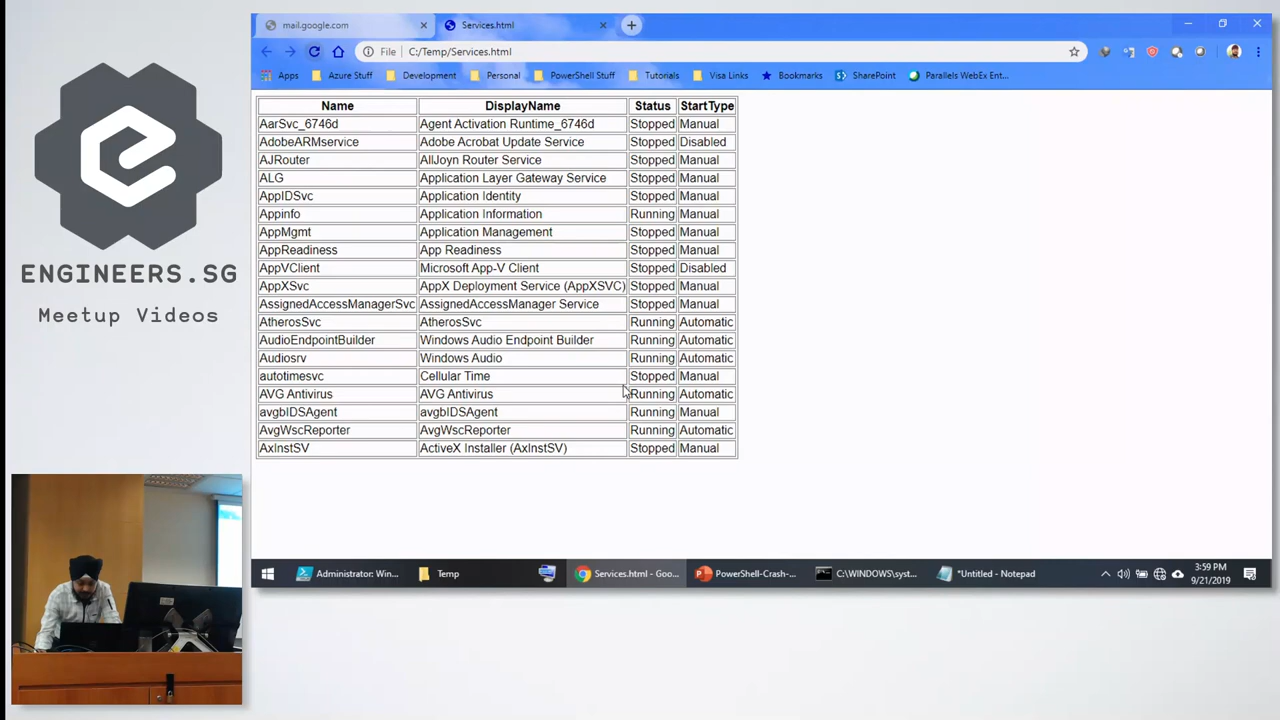 ENGINEERS.SG
Meetup Videos
mail.google.com
Services.html
File C:/Temp/Services.html
Apps Azure Stuff Development Personal PowerShell Stuff Tutorials Visa Links Bookmarks SharePoint Parallels WebEx Ent...
Name DisplayName Status StartType
AarSvc_6746d Agent Activation Runtime_6746d Stopped Manual
AdobeARMservice Adobe Acrobat Update Service Stopped Disabled
AJRouter AllJoyn Router Service Stopped Manual
ALG Application Layer Gateway Service Stopped Manual
AppIDSvc Application Identity Stopped Manual
Appinfo Application Information Running Manual
AppMgmt Application Management Stopped Manual
AppReadiness App Readiness Stopped Manual
AppVClient Microsoft App-V Client Stopped Disabled
AppXSvc AppX Deployment Service (AppXSVC) Stopped Manual
AssignedAccessManagerSvc AssignedAccessManager Service Stopped Manual
AtherosSvc AtherosSvc Running Automatic
AudioEndpointBuilder Windows Audio Endpoint Builder Running Automatic
Audiosrv Windows Audio Running Automatic
autotimesvc Cellular Time Stopped Manual
AVG Antivirus AVG Antivirus Running Automatic
avgbIDSAgent avgbIDSAgent Running Manual
AvgWscReporter AvgWscReporter Running Automatic
AxInstSV ActiveX Installer (AxInstSV) Stopped Manual
Administrator: Win... Temp Services.html - Goo... PowerShell-Crash-... C:\WINDOWS\syst... *Untitled - Notepad
3:59 PM
9/21/2019